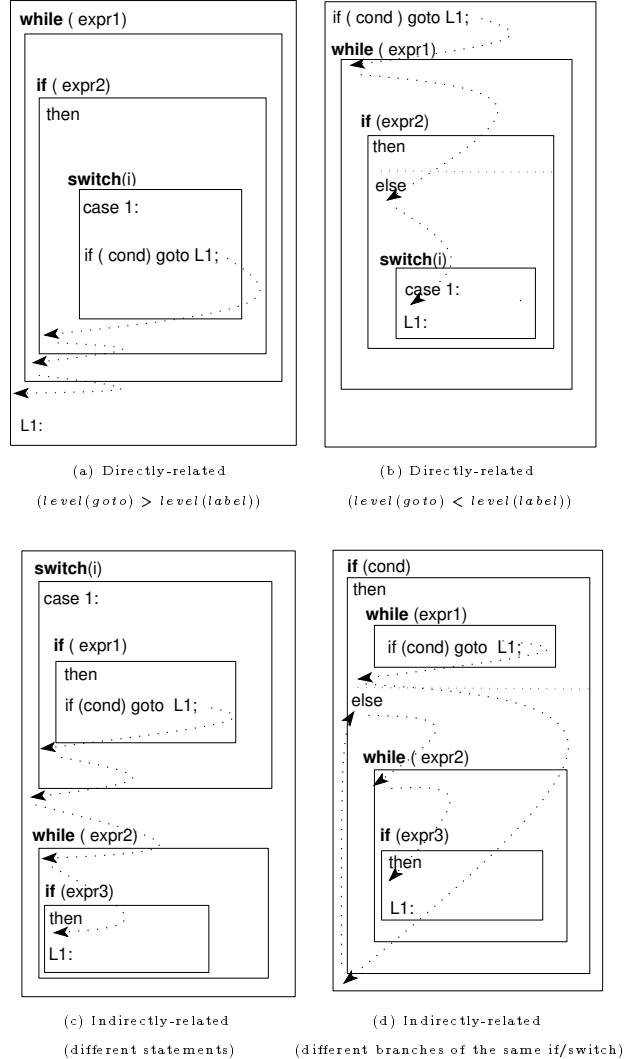 while ( expr1)
if ( expr2)
then
switch(i)
case 1:
if ( cond) goto L1;
L1:
(a) Directly-related
(level(goto) > level(label))
if ( cond ) goto L1;
while ( expr1)
if (expr2)
then
else
switch(i)
case 1:
L1:
(b) Directly-related
(level(goto) < level(label))
switch(i)
case 1:
if ( expr1)
then
if (cond) goto L1;
while ( expr2)
if (expr3)
then
L1:
(c) Indirectly-related
(different statements)
if (cond)
then
while (expr1)
if (cond) goto L1;
else
while ( expr2)
if (expr3)
then
L1:
(d) Indirectly-related
(different branches of the same if/switch)